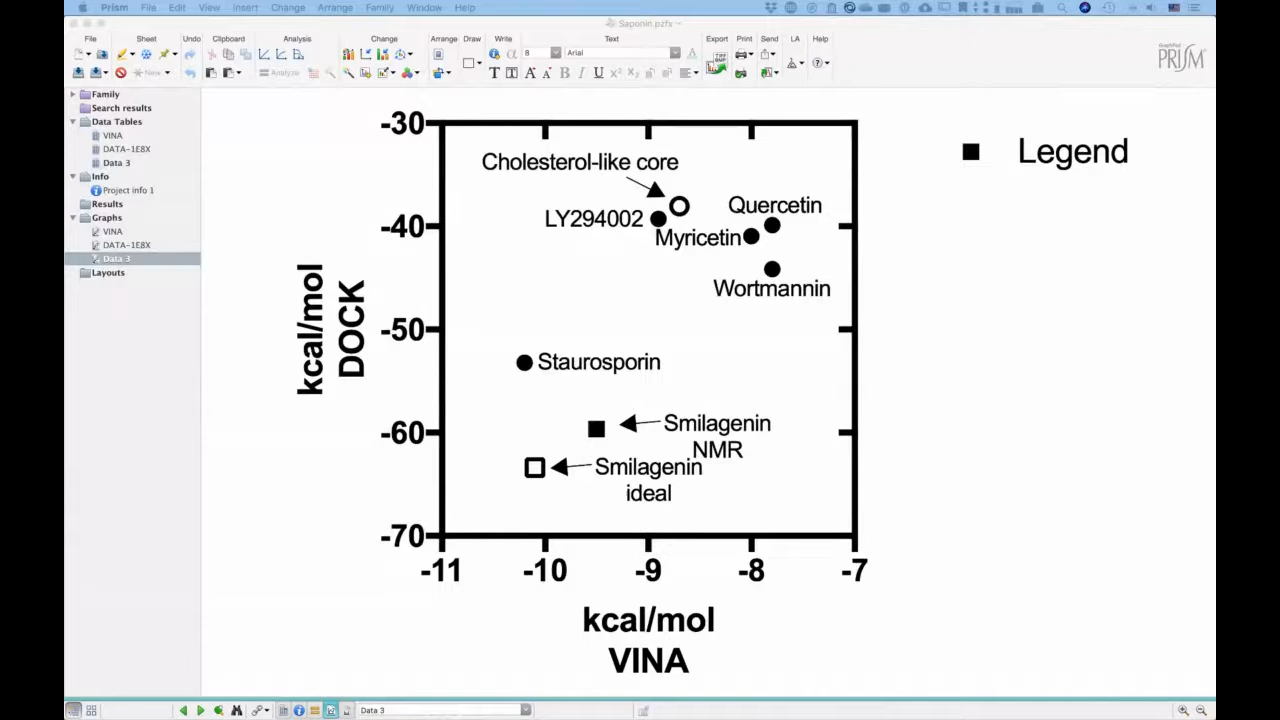 Prism File Edit View Insert Change Arrange Family Window Help
Saponin.pzfx
File Sheet Undo Clipboard Analysis Change Arrange Draw Write Text Export Print Send LA Help
8 Arial
New Analyze
GraphPad
PRISM
Family
Search results
Data Tables
VINA
DATA-1E8X
Data 3
Info
Project info 1
Results
Graphs
VINA
DATA-1E8X
Data 3
Layouts
-30
-40
-50
-60
-70
kcal/mol
DOCK
Cholesterol-like core
LY294002
Quercetin
Myricetin
Wortmannin
Staurosporin
Smilagenin
NMR
Smilagenin
ideal
-11 -10 -9 -8 -7
kcal/mol
VINA
Legend
Data 3